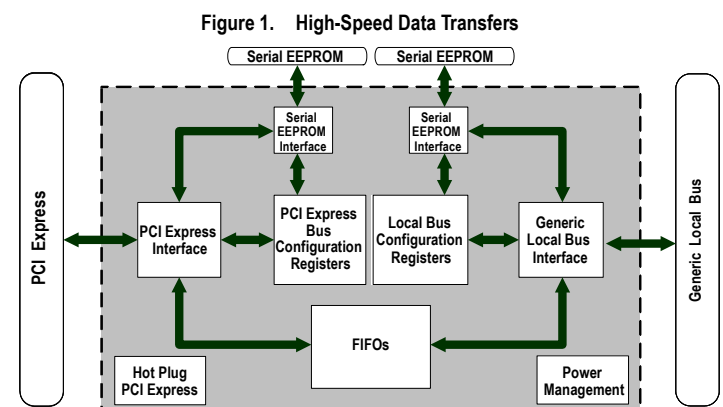 Figure 1. High-Speed Data Transfers
Serial EEPROM
Serial EEPROM
Serial
EEPROM
Interface
Serial
EEPROM
Interface
PCI Express
PCI Express
Interface
PCI Express
Bus
Configuration
Registers
Local Bus
Configuration
Registers
Generic
Local Bus
Interface
Generic Local Bus
FIFOs
Hot Plug
PCI Express
Power
Management